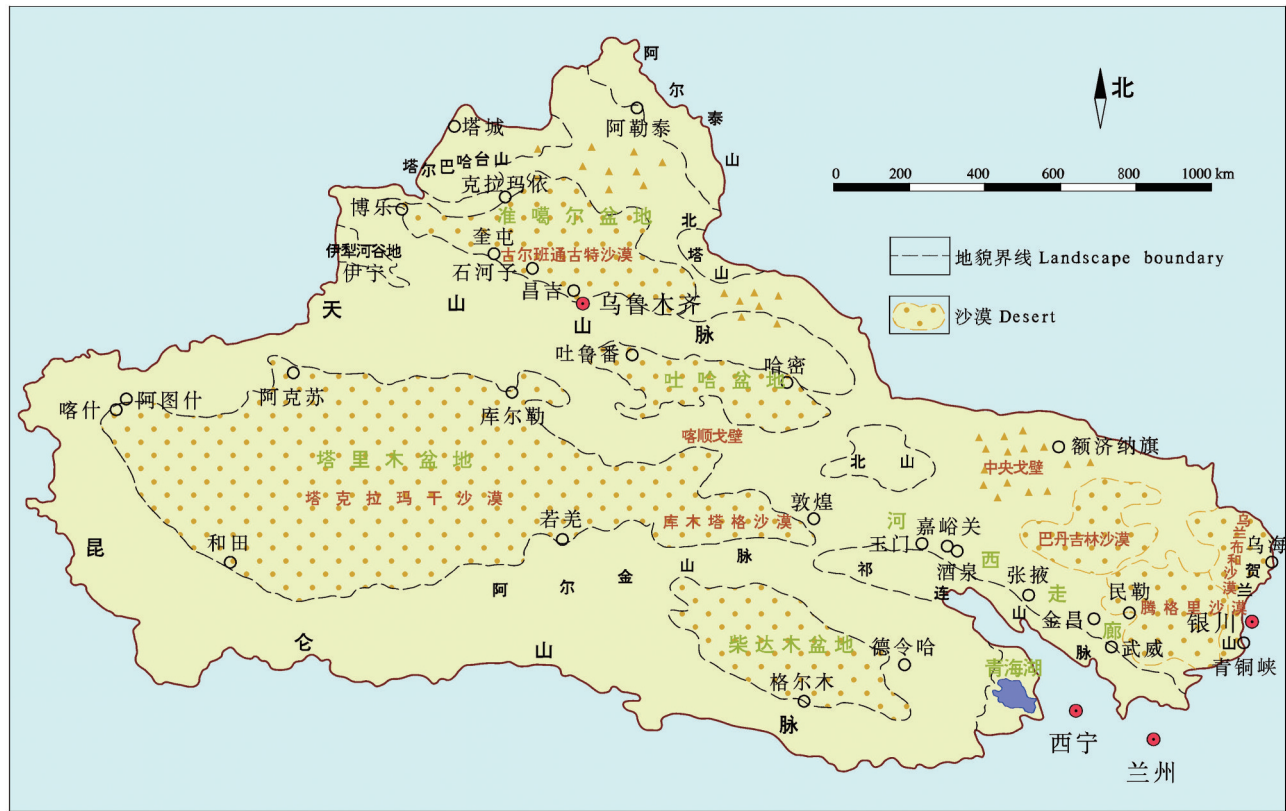 阿尔泰山
北
塔城
阿勒泰
塔尔巴哈台山
克拉玛依
0 200 400 600 800 1000 km
博乐
准噶尔盆地
北塔山
奎屯
伊犁河谷地
古尔班通古特沙漠
地貌界线 Landscape boundary
伊宁
石河子
昌吉
乌鲁木齐
沙漠 Desert
天山山脉
吐鲁番
哈密
吐哈盆地
阿克苏
阿图什
喀什
库尔勒
喀顺戈壁
额济纳旗
塔里木盆地
北山
中央戈壁
塔克拉玛干沙漠
敦煌
若羌
库木塔格沙漠
河西走廊
嘉峪关
玉门
巴丹吉林沙漠
乌兰布和沙漠
乌海
和田
昆仑山脉
阿尔金山脉
祁连山脉
酒泉
张掖
民勒
贺兰山
金昌
腾格里沙漠
银川
柴达木盆地
德令哈
武威
青铜峡
格尔木
青海湖
西宁
兰州